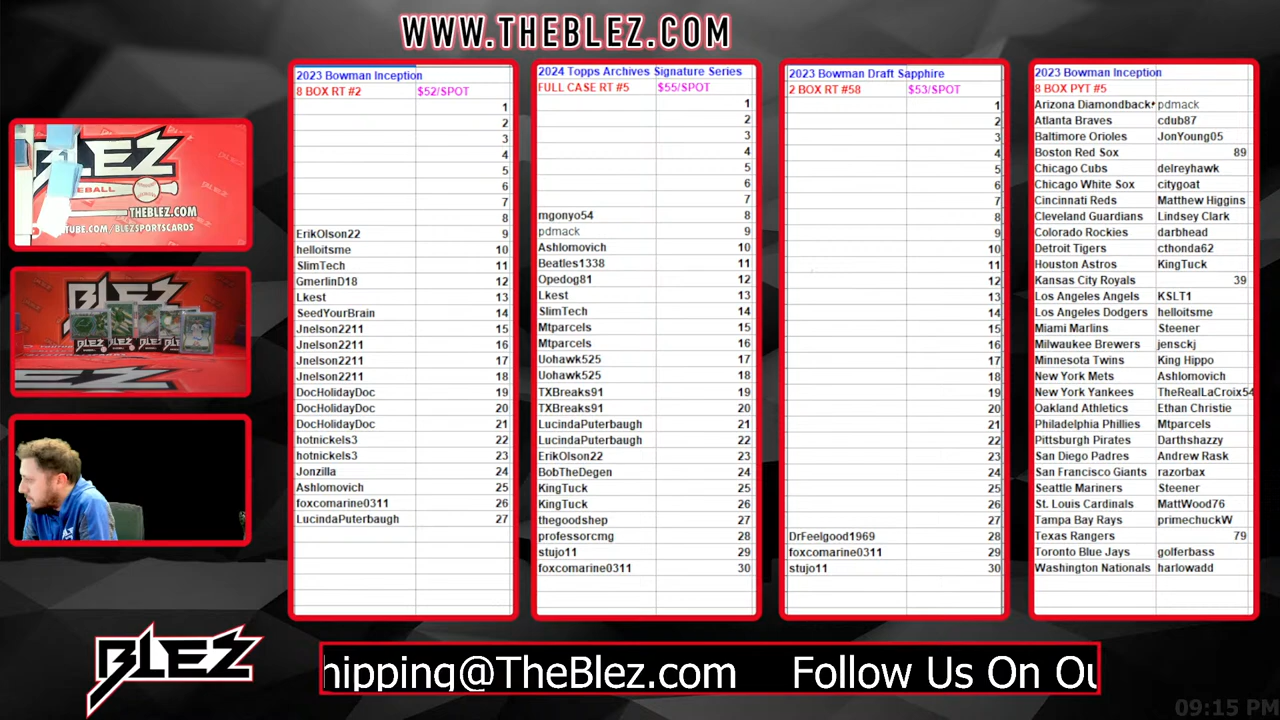 WWW.THEBLEZ.COM
BLEZ
BASEBALL
THEBLEZ.COM
TUBE.COM/BLEZSPORTSCARDS
BLEZ
2023 Bowman Inception
8 BOX RT #2 $52/SPOT
1
2
3
4
5
6
7
8
ErikOlson22 9
helloitsme 10
SlimTech 11
GmerlinD18 12
Lkest 13
SeedYourBrain 14
Jnelson2211 15
Jnelson2211 16
Jnelson2211 17
Jnelson2211 18
DocHolidayDoc 19
DocHolidayDoc 20
DocHolidayDoc 21
hotnickels3 22
hotnickels3 23
Jonzilla 24
Ashlomovich 25
foxcomarine0311 26
LucindaPuterbaugh 27
2024 Topps Archives Signature Series
FULL CASE RT #5 $55/SPOT
1
2
3
4
5
6
7
mgonyo54 8
pdmack 9
Ashlomovich 10
Beatles1338 11
Opedog81 12
Lkest 13
SlimTech 14
Mtparcels 15
Mtparcels 16
Uohawk525 17
Uohawk525 18
TXBreaks91 19
TXBreaks91 20
LucindaPuterbaugh 21
LucindaPuterbaugh 22
ErikOlson22 23
BobTheDegen 24
KingTuck 25
KingTuck 26
thegoodshep 27
professorcmg 28
stujo11 29
foxcomarine0311 30
2023 Bowman Draft Sapphire
2 BOX RT #58 $53/SPOT
1
2
3
4
5
6
7
8
9
10
11
12
13
14
15
16
17
18
19
20
21
22
23
24
25
26
27
DrFeelgood1969 28
foxcomarine0311 29
stujo11 30
2023 Bowman Inception
8 BOX PYT #5
Arizona Diamondback pdmack
Atlanta Braves cdub87
Baltimore Orioles JonYoung05
Boston Red Sox 89
Chicago Cubs delreyhawk
Chicago White Sox citygoat
Cincinnati Reds Matthew Higgins
Cleveland Guardians Lindsey Clark
Colorado Rockies darbhead
Detroit Tigers cthonda62
Houston Astros KingTuck
Kansas City Royals 39
Los Angeles Angels KSLT1
Los Angeles Dodgers helloitsme
Miami Marlins Steener
Milwaukee Brewers jensckj
Minnesota Twins King Hippo
New York Mets Ashlomovich
New York Yankees TheRealLaCroix54
Oakland Athletics Ethan Christie
Philadelphia Phillies Mtparcels
Pittsburgh Pirates Darthshazzy
San Diego Padres Andrew Rask
San Francisco Giants razorbax
Seattle Mariners Steener
St. Louis Cardinals MattWood76
Tampa Bay Rays primechuckW
Texas Rangers 79
Toronto Blue Jays golferbass
Washington Nationals harlowadd
BLEZ
hipping@TheBlez.com Follow Us On Ou
09:15 PM